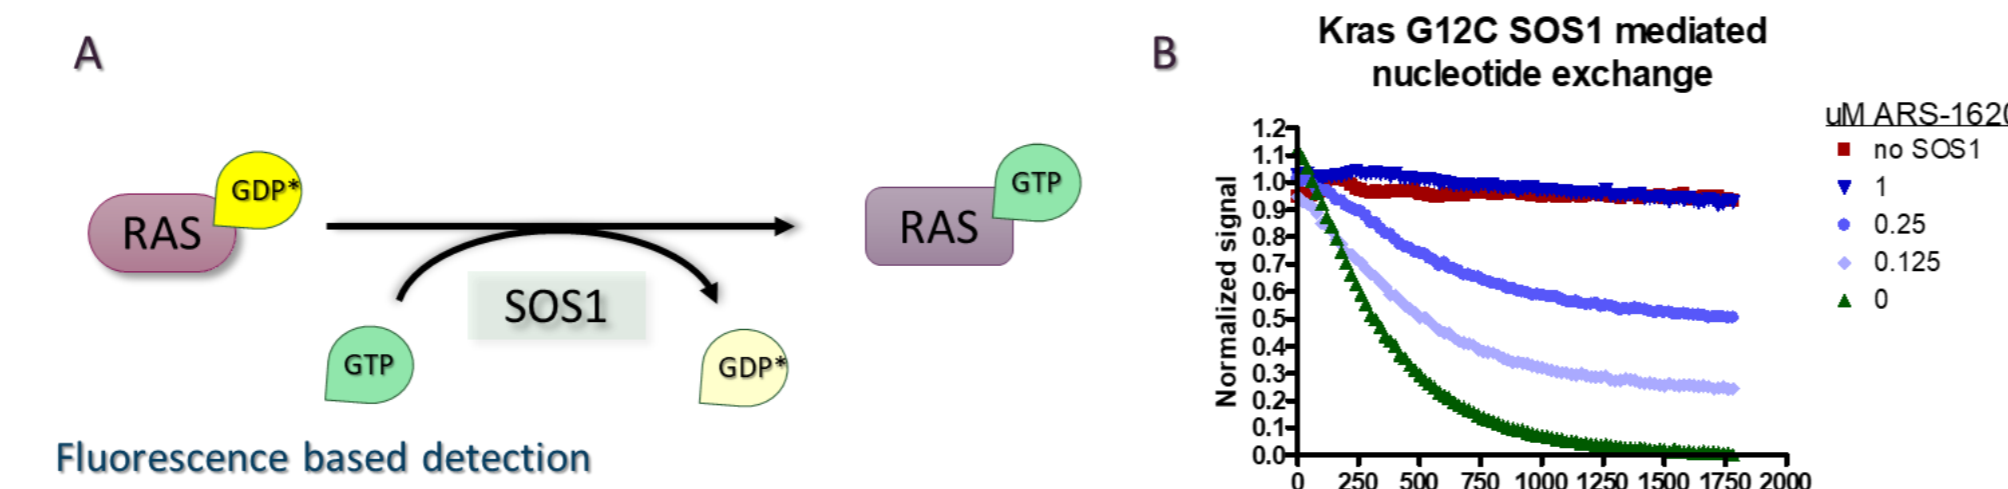 A
RAS
GDP*
SOS1
GTP
GDP*
RAS
GTP
Fluorescence based detection
B
Kras G12C SOS1 mediated
nucleotide exchange
Normalized signal
1.2
1.1
1.0
0.9
0.8
0.7
0.6
0.5
0.4
0.3
0.2
0.1
0.0
0 250 500 750 1000 1250 1500 1750 2000
uM ARS-1620
no SOS1
1
0.25
0.125
0